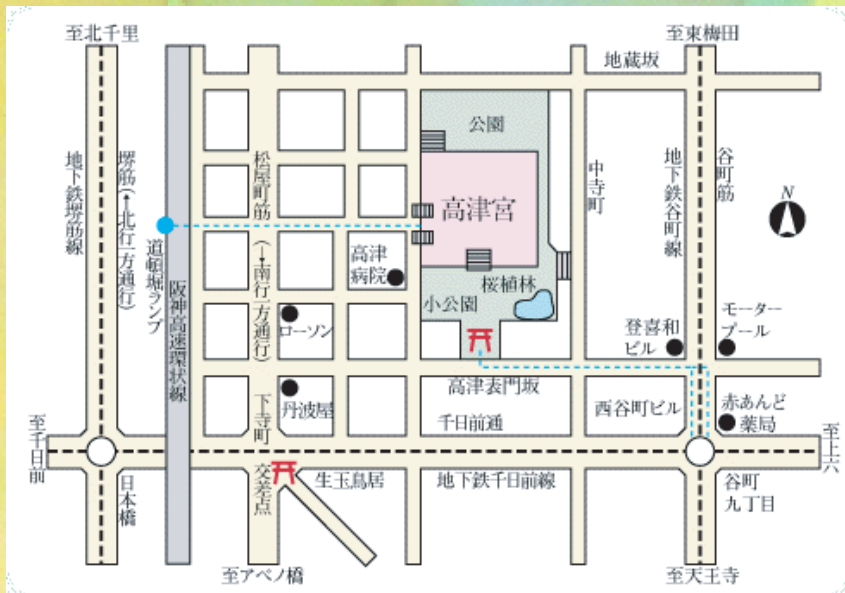 至北千里
至東梅田
地蔵坂
公園
地下鉄堺筋線
堺筋(←北行一方通行)
松屋町筋
(→南行一方通行)
高津宮
中寺町
地下鉄谷町線
谷町筋
N
道頓堀ランプ
阪神高速環状線
高津
病院
桜植林
小公園
ローソン
登喜和
ビル
モーター
プール
丹波屋
高津表門坂
千日前通
西谷町ビル
赤あんど
薬局
至千日前
日本橋
下寺町
交差点
生玉鳥居
地下鉄千日前線
谷町
九丁目
至上六
至アベノ橋
至天王寺